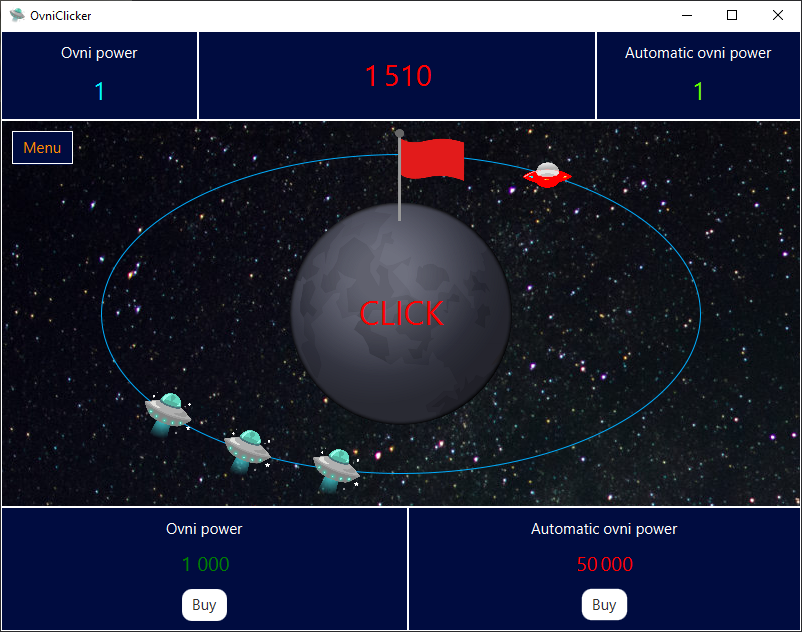 OvniClicker
Ovni power
1
1 510
Automatic ovni power
1
Menu
CLICK
Ovni power
1 000
Buy
Automatic ovni power
50 000
Buy